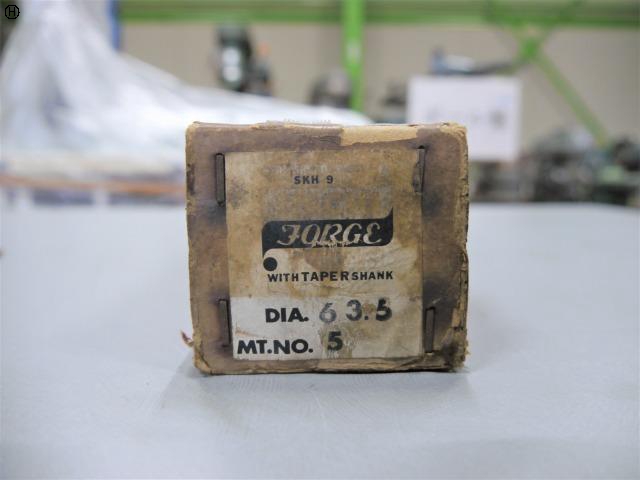 SKH 9
FORGE
WITH TAPER SHANK
DIA. 63.5
MT.NO. 5